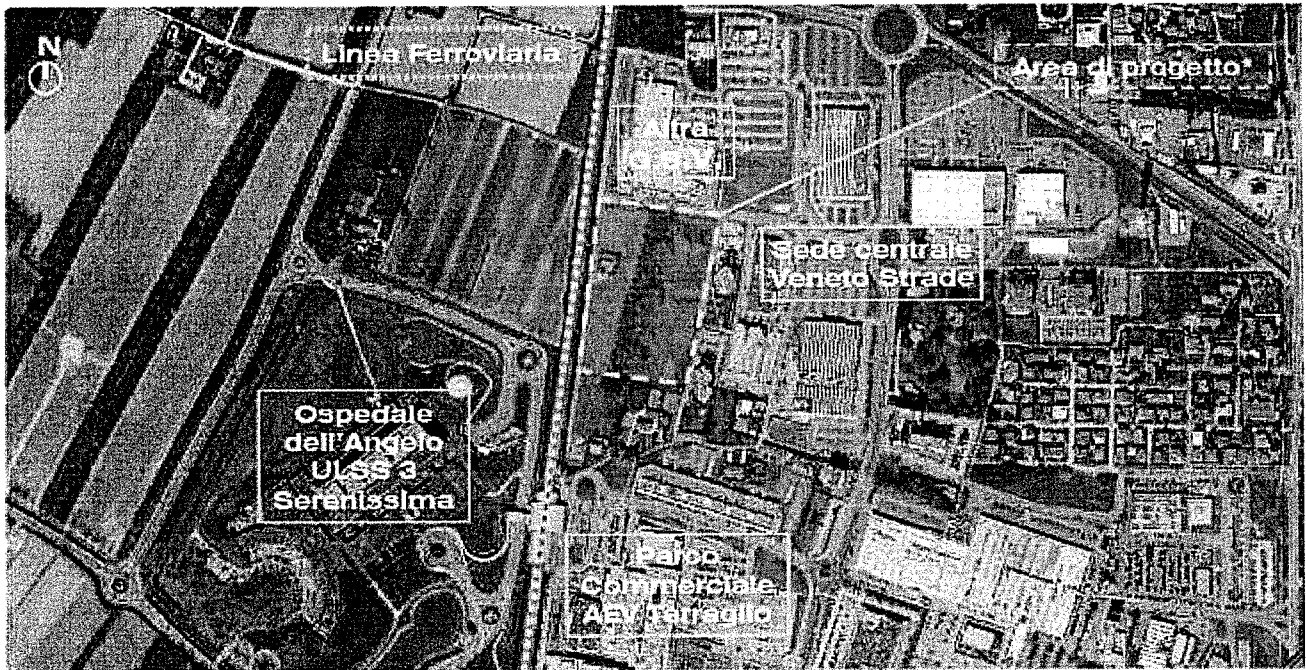 N
Linea Ferroviaria
Area di progetto*
Altra
G.R.V.
Sede centrale
Veneto Strade
Ospedale
dell'Angelo
ULSS 3
Serenissima
Parco
Commerciale
AEV Terraglio